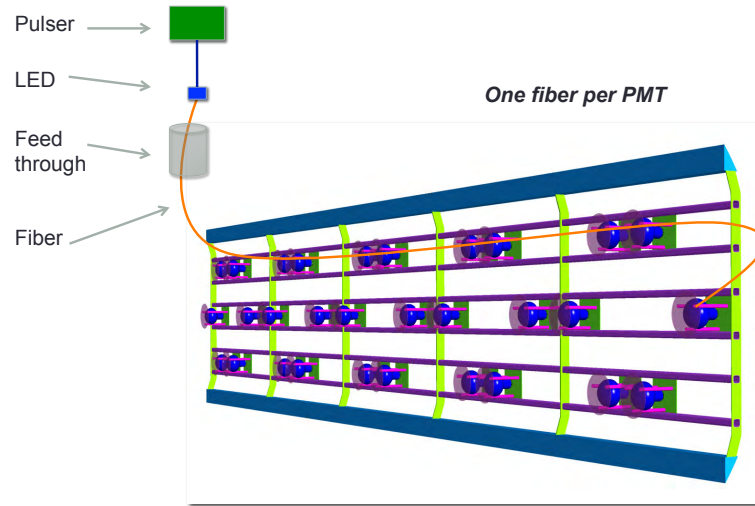 Pulser
LED
One fiber per PMT
Feed
through
Fiber